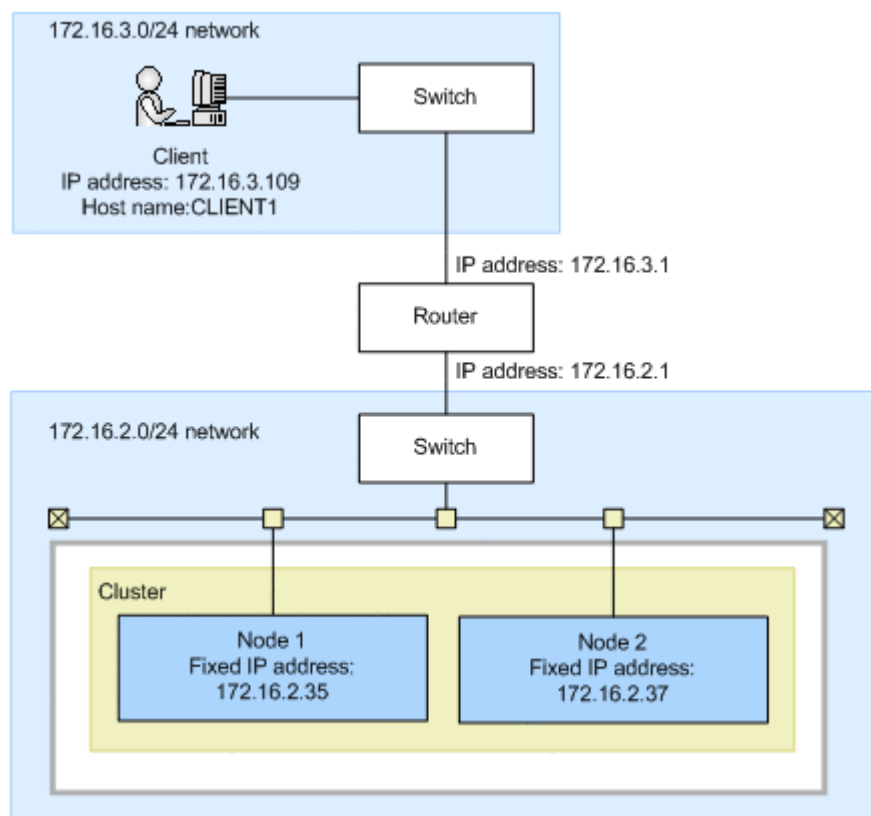 172.16.3.0/24 network
Switch
Client
IP address: 172.16.3.109
Host name:CLIENT1
IP address: 172.16.3.1
Router
IP address: 172.16.2.1
172.16.2.0/24 network
Switch
Cluster
Node 1
Fixed IP address:
172.16.2.35
Node 2
Fixed IP address:
172.16.2.37